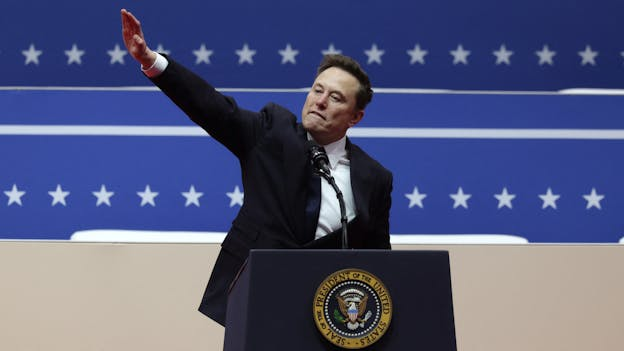 SEAL OF THE PRESIDENT OF THE UNITED STATES